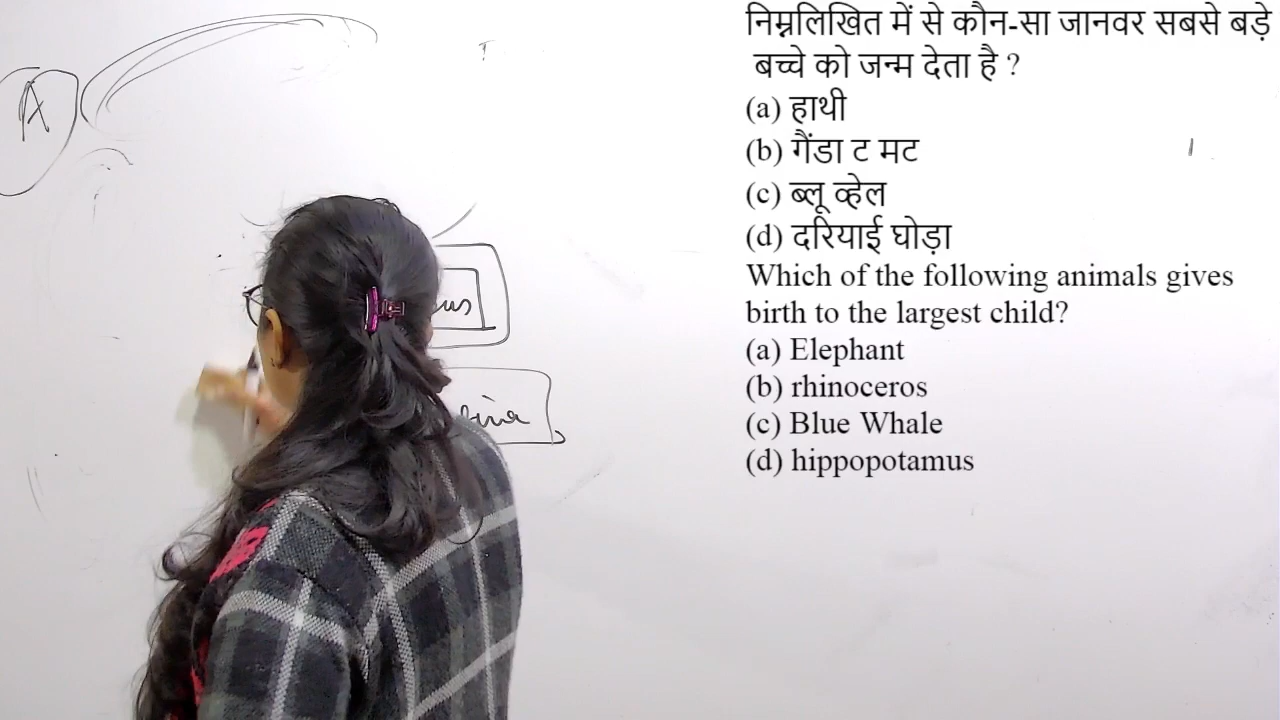 A
निम्नलिखित में से कौन-सा जानवर सबसे बड़े
बच्चे को जन्म देता है ?
(a) हाथी
(b) गैंडा ट मट
(c) ब्लू व्हेल
(d) दरियाई घोड़ा
Which of the following animals gives
birth to the largest child?
(a) Elephant
(b) rhinoceros
(c) Blue Whale
(d) hippopotamus